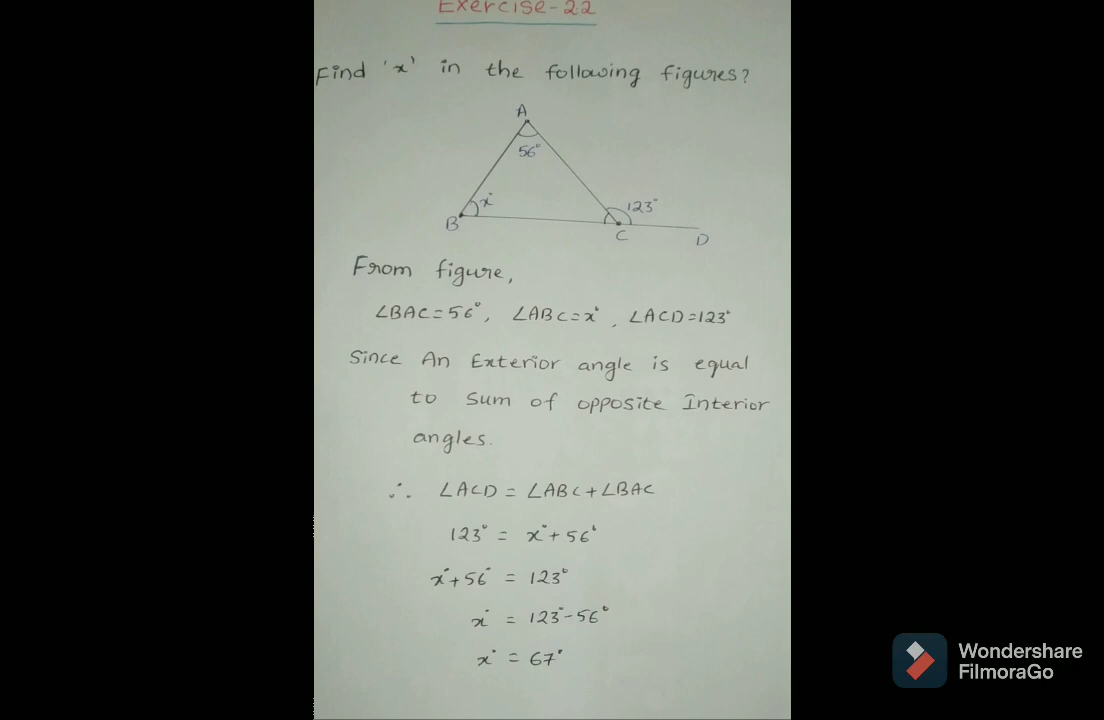 Exercise-22
Find 'x' in the following figures?
A
56°
x°
123°
B
C
D
From figure,
∠BAC=56°, ∠ABC=x°, ∠ACD=123°
Since An Exterior angle is equal
to sum of opposite Interior
angles.
∴ ∠ACD = ∠ABC+∠BAC
123° = x°+56°
x°+56° = 123°
x° = 123°-56°
x° = 67°
Wondershare
FilmoraGo